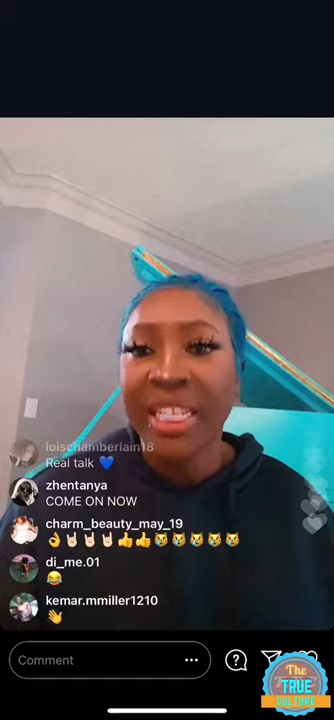 loischamberlain18
Real talk 💙
zhentanya
COME ON NOW
charm_beauty_may_19
👌🤘🏻🤘🏻🤘🏻👍👍😿😿😿😿😿
di_me.01
😂
kemar.mmiller1210
👋
Comment
The
TRUE
CULTURE